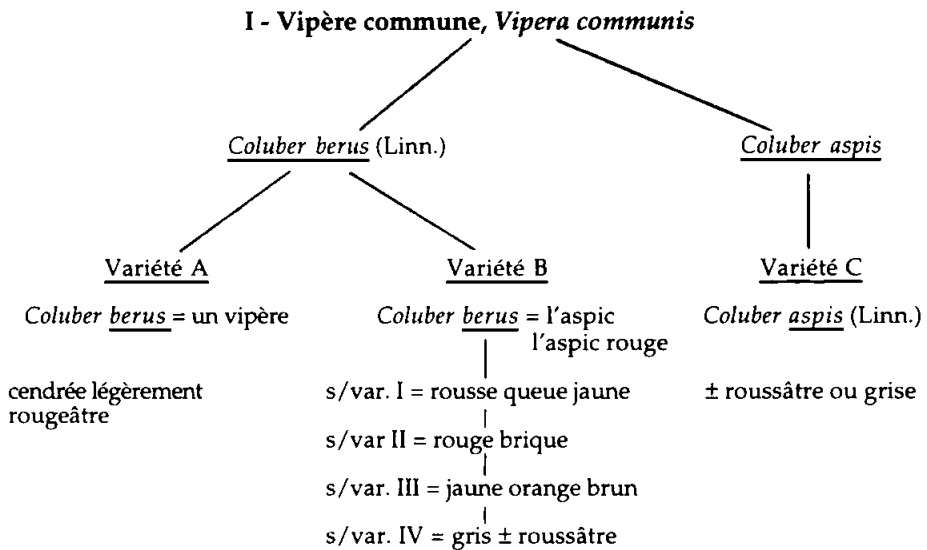 I - Vipère commune, Vipera communis
Coluber berus (Linn.)
Coluber aspis
Variété A
Variété B
Variété C
Coluber berus = un vipère
Coluber berus = l'aspic
l'aspic rouge
Coluber aspis (Linn.)
cendrée légèrement
rougeâtre
s/var. I = rousse queue jaune
± roussâtre ou grise
s/var II = rouge brique
s/var. III = jaune orange brun
s/var. IV = gris ± roussâtre